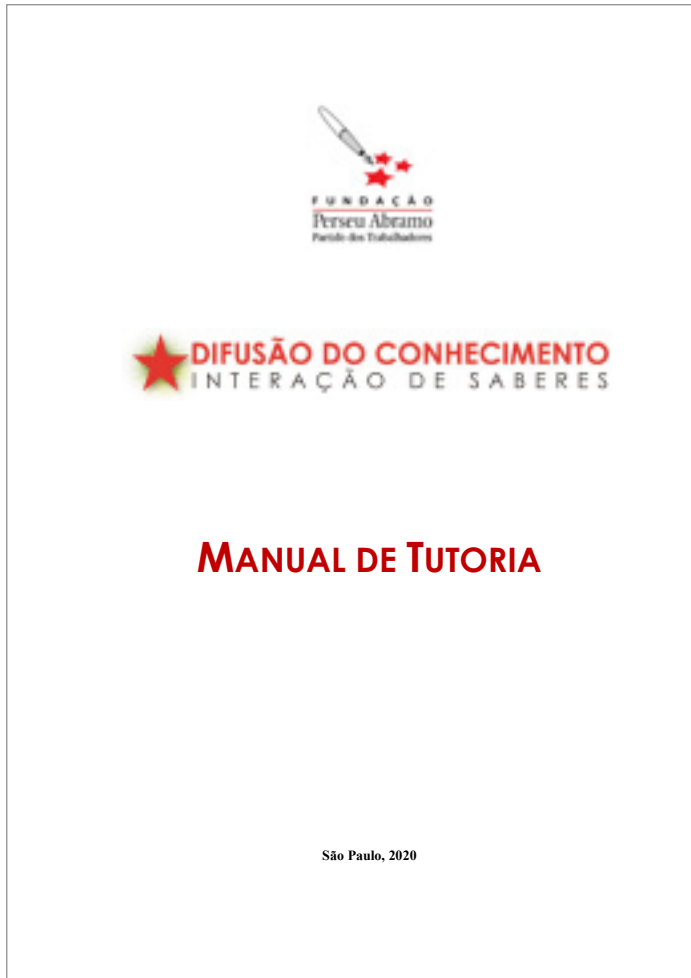 FUNDAÇÃO
Perseu Abramo
Partido dos Trabalhadores
DIFUSÃO DO CONHECIMENTO
INTERAÇÃO DE SABERES
MANUAL DE TUTORIA
São Paulo, 2020